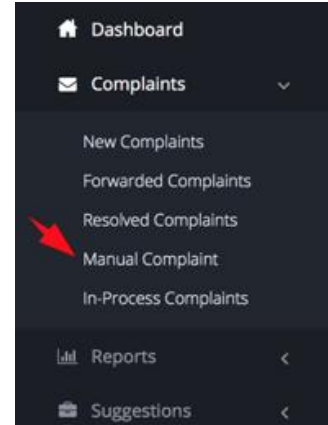 Dashboard
Complaints
New Complaints
Forwarded Complaints
Resolved Complaints
Manual Complaint
In-Process Complaints
Reports
Suggestions